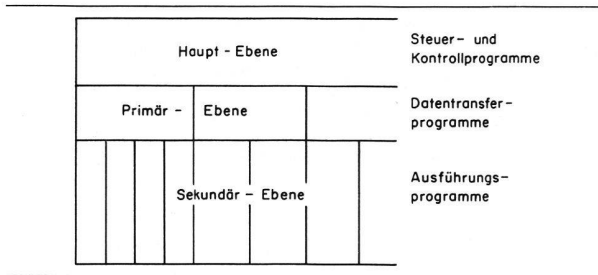 Haupt - Ebene
Steuer- und
Kontrollprogramme
Primär - Ebene
Datentransfer-
programme
Sekundär - Ebene
Ausführungs-
programme